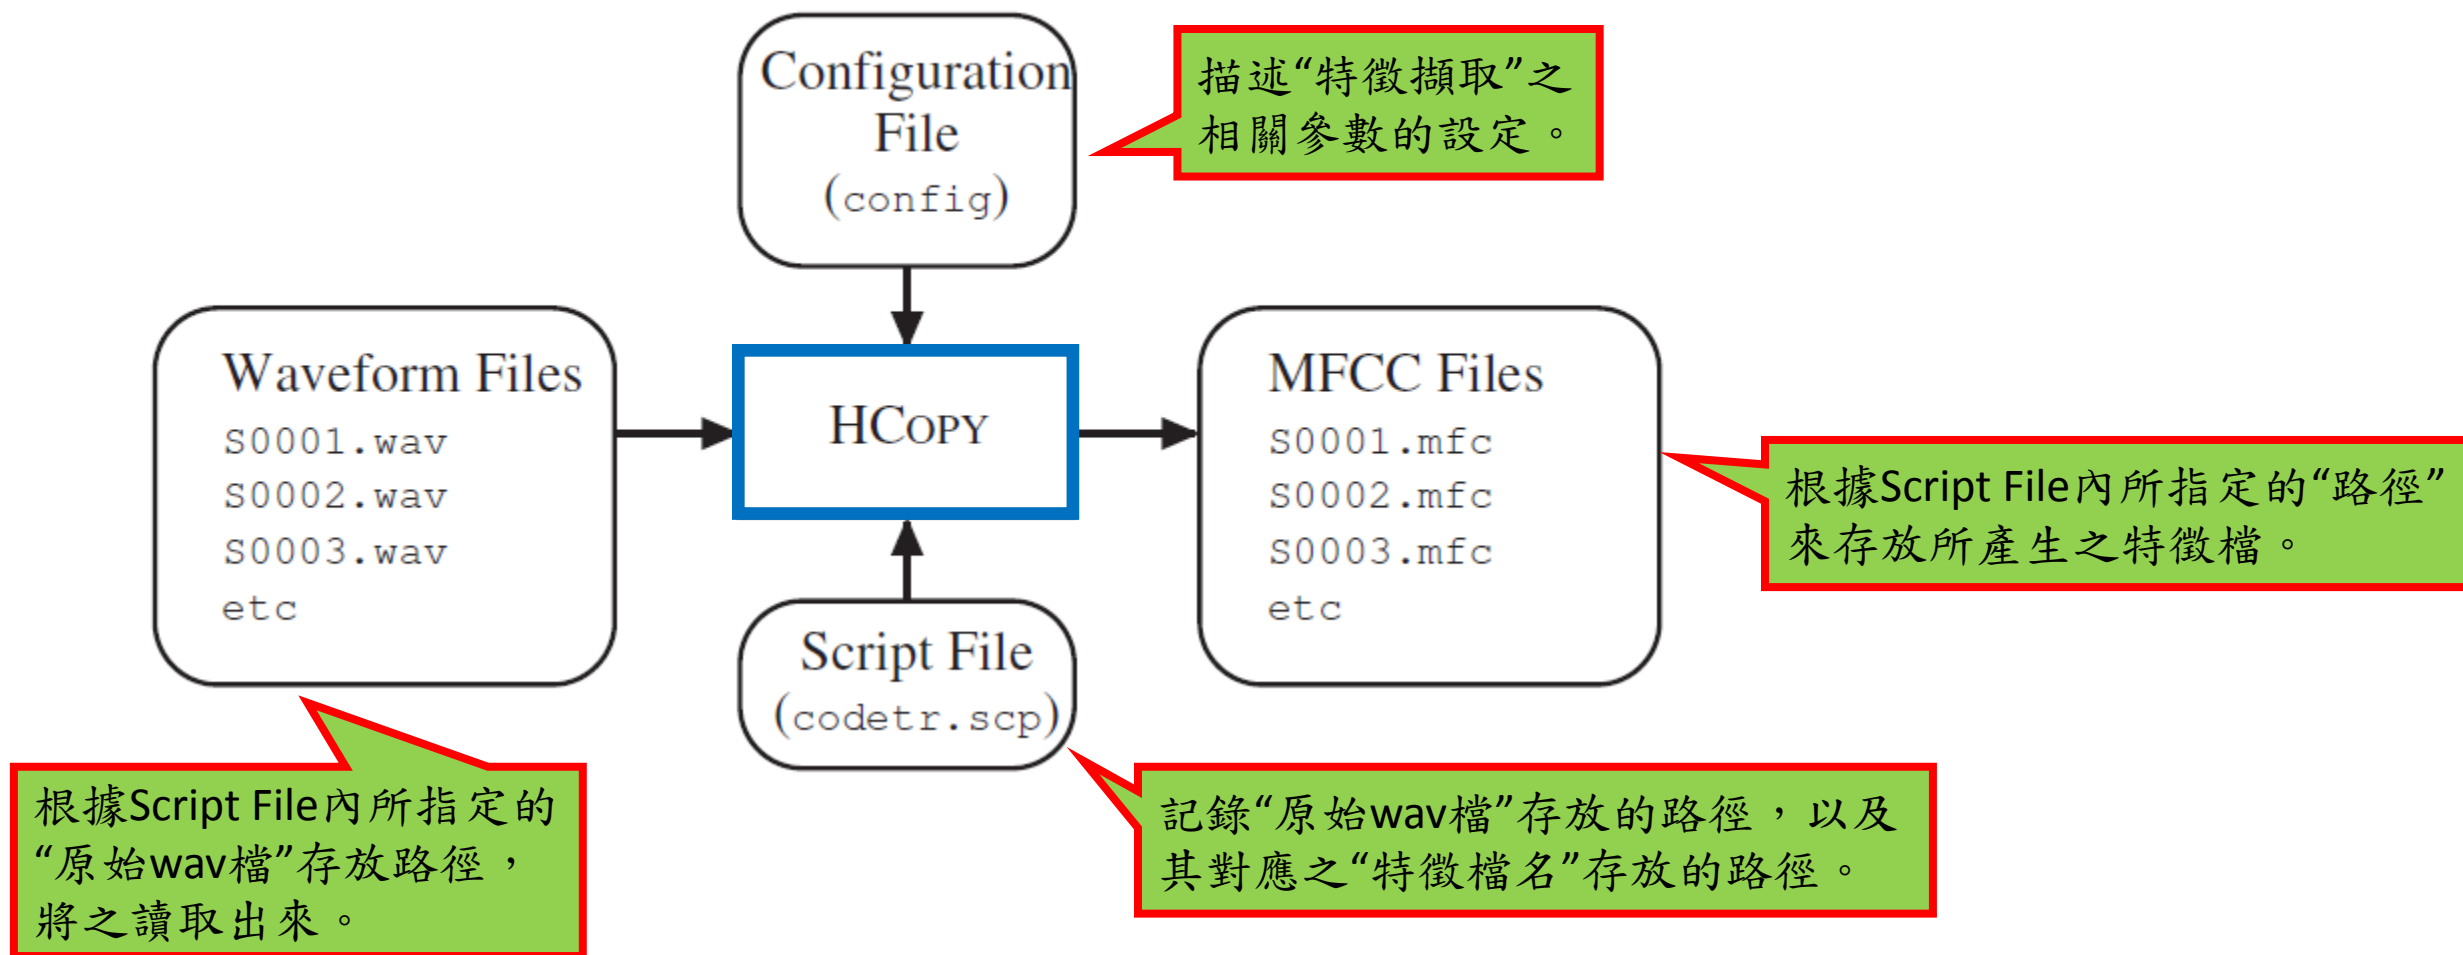 Configuration
File
(config)
描述“特徵擷取”之
相關參數的設定。
Waveform Files
S0001.wav
S0002.wav
S0003.wav
etc
HCOPY
MFCC Files
S0001.mfc
S0002.mfc
S0003.mfc
etc
根據Script File內所指定的“路徑”
來存放所產生之特徵檔。
Script File
(codetr.scp)
根據Script File內所指定的
“原始wav檔”存放路徑，
將之讀取出來。
記錄“原始wav檔”存放的路徑，以及
其對應之“特徵檔名”存放的路徑。